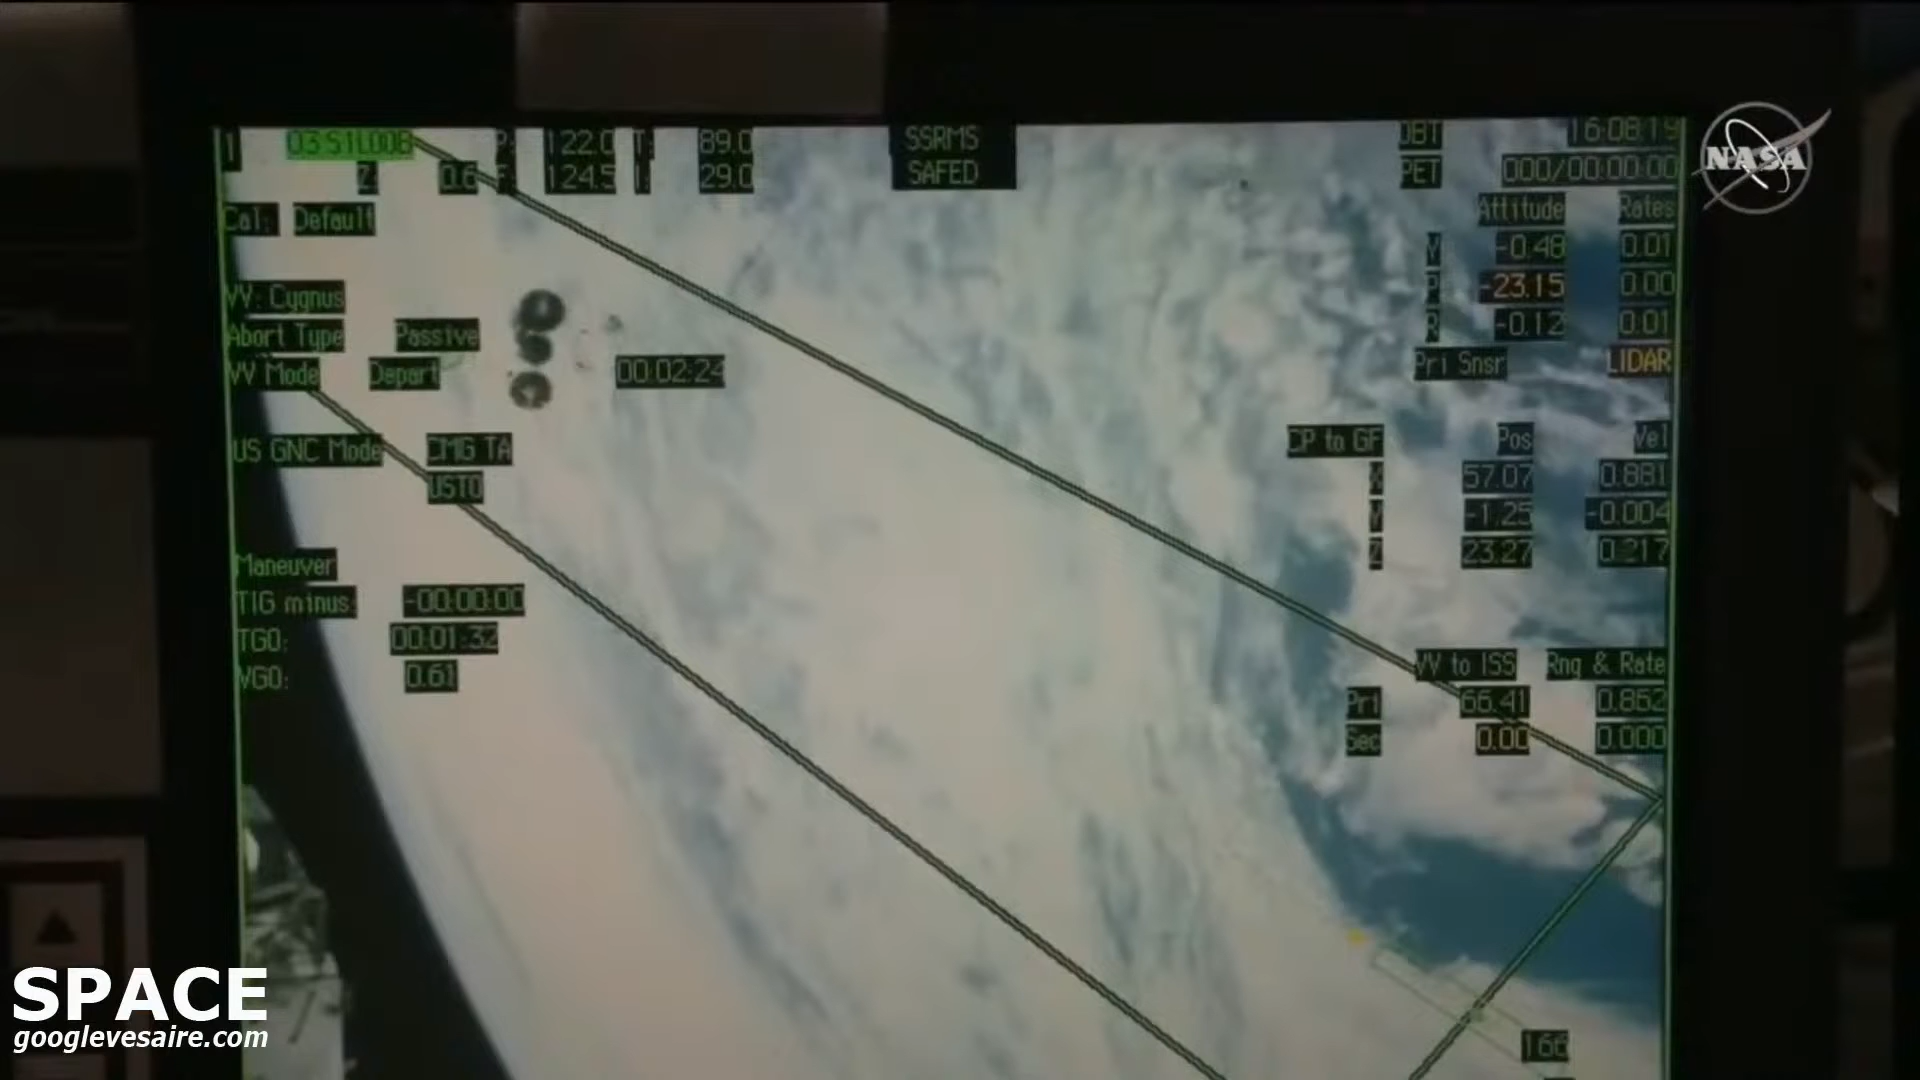 1 03:S1LOOB P: 122.0 T: 89.0 SSRMS GMT 16:08:19
Z: 0.6 124.5 29.0 SAFED PET 000/00:00:00
NASA
Cal: Default
Attitude Rates
Y -0.48 0.01
VV: Cygnus P -23.15 0.00
Abort Type Passive R -0.12 0.01
VV Mode Depart 00:02:24 Pri Snsr LIDAR
US GNC Mode CMG TA CP to GF Pos Vel
USTO X 57.07 0.881
Y -1.25 -0.004
Maneuver Z 23.27 0.217
TIG minus: -00:00:00
TGO: 00:01:32 VV to ISS Rng & Rate
VGO: 0.61 Pri 66.41 0.862
Sec 0.00 0.000
SPACE
googlevesaire.com
166